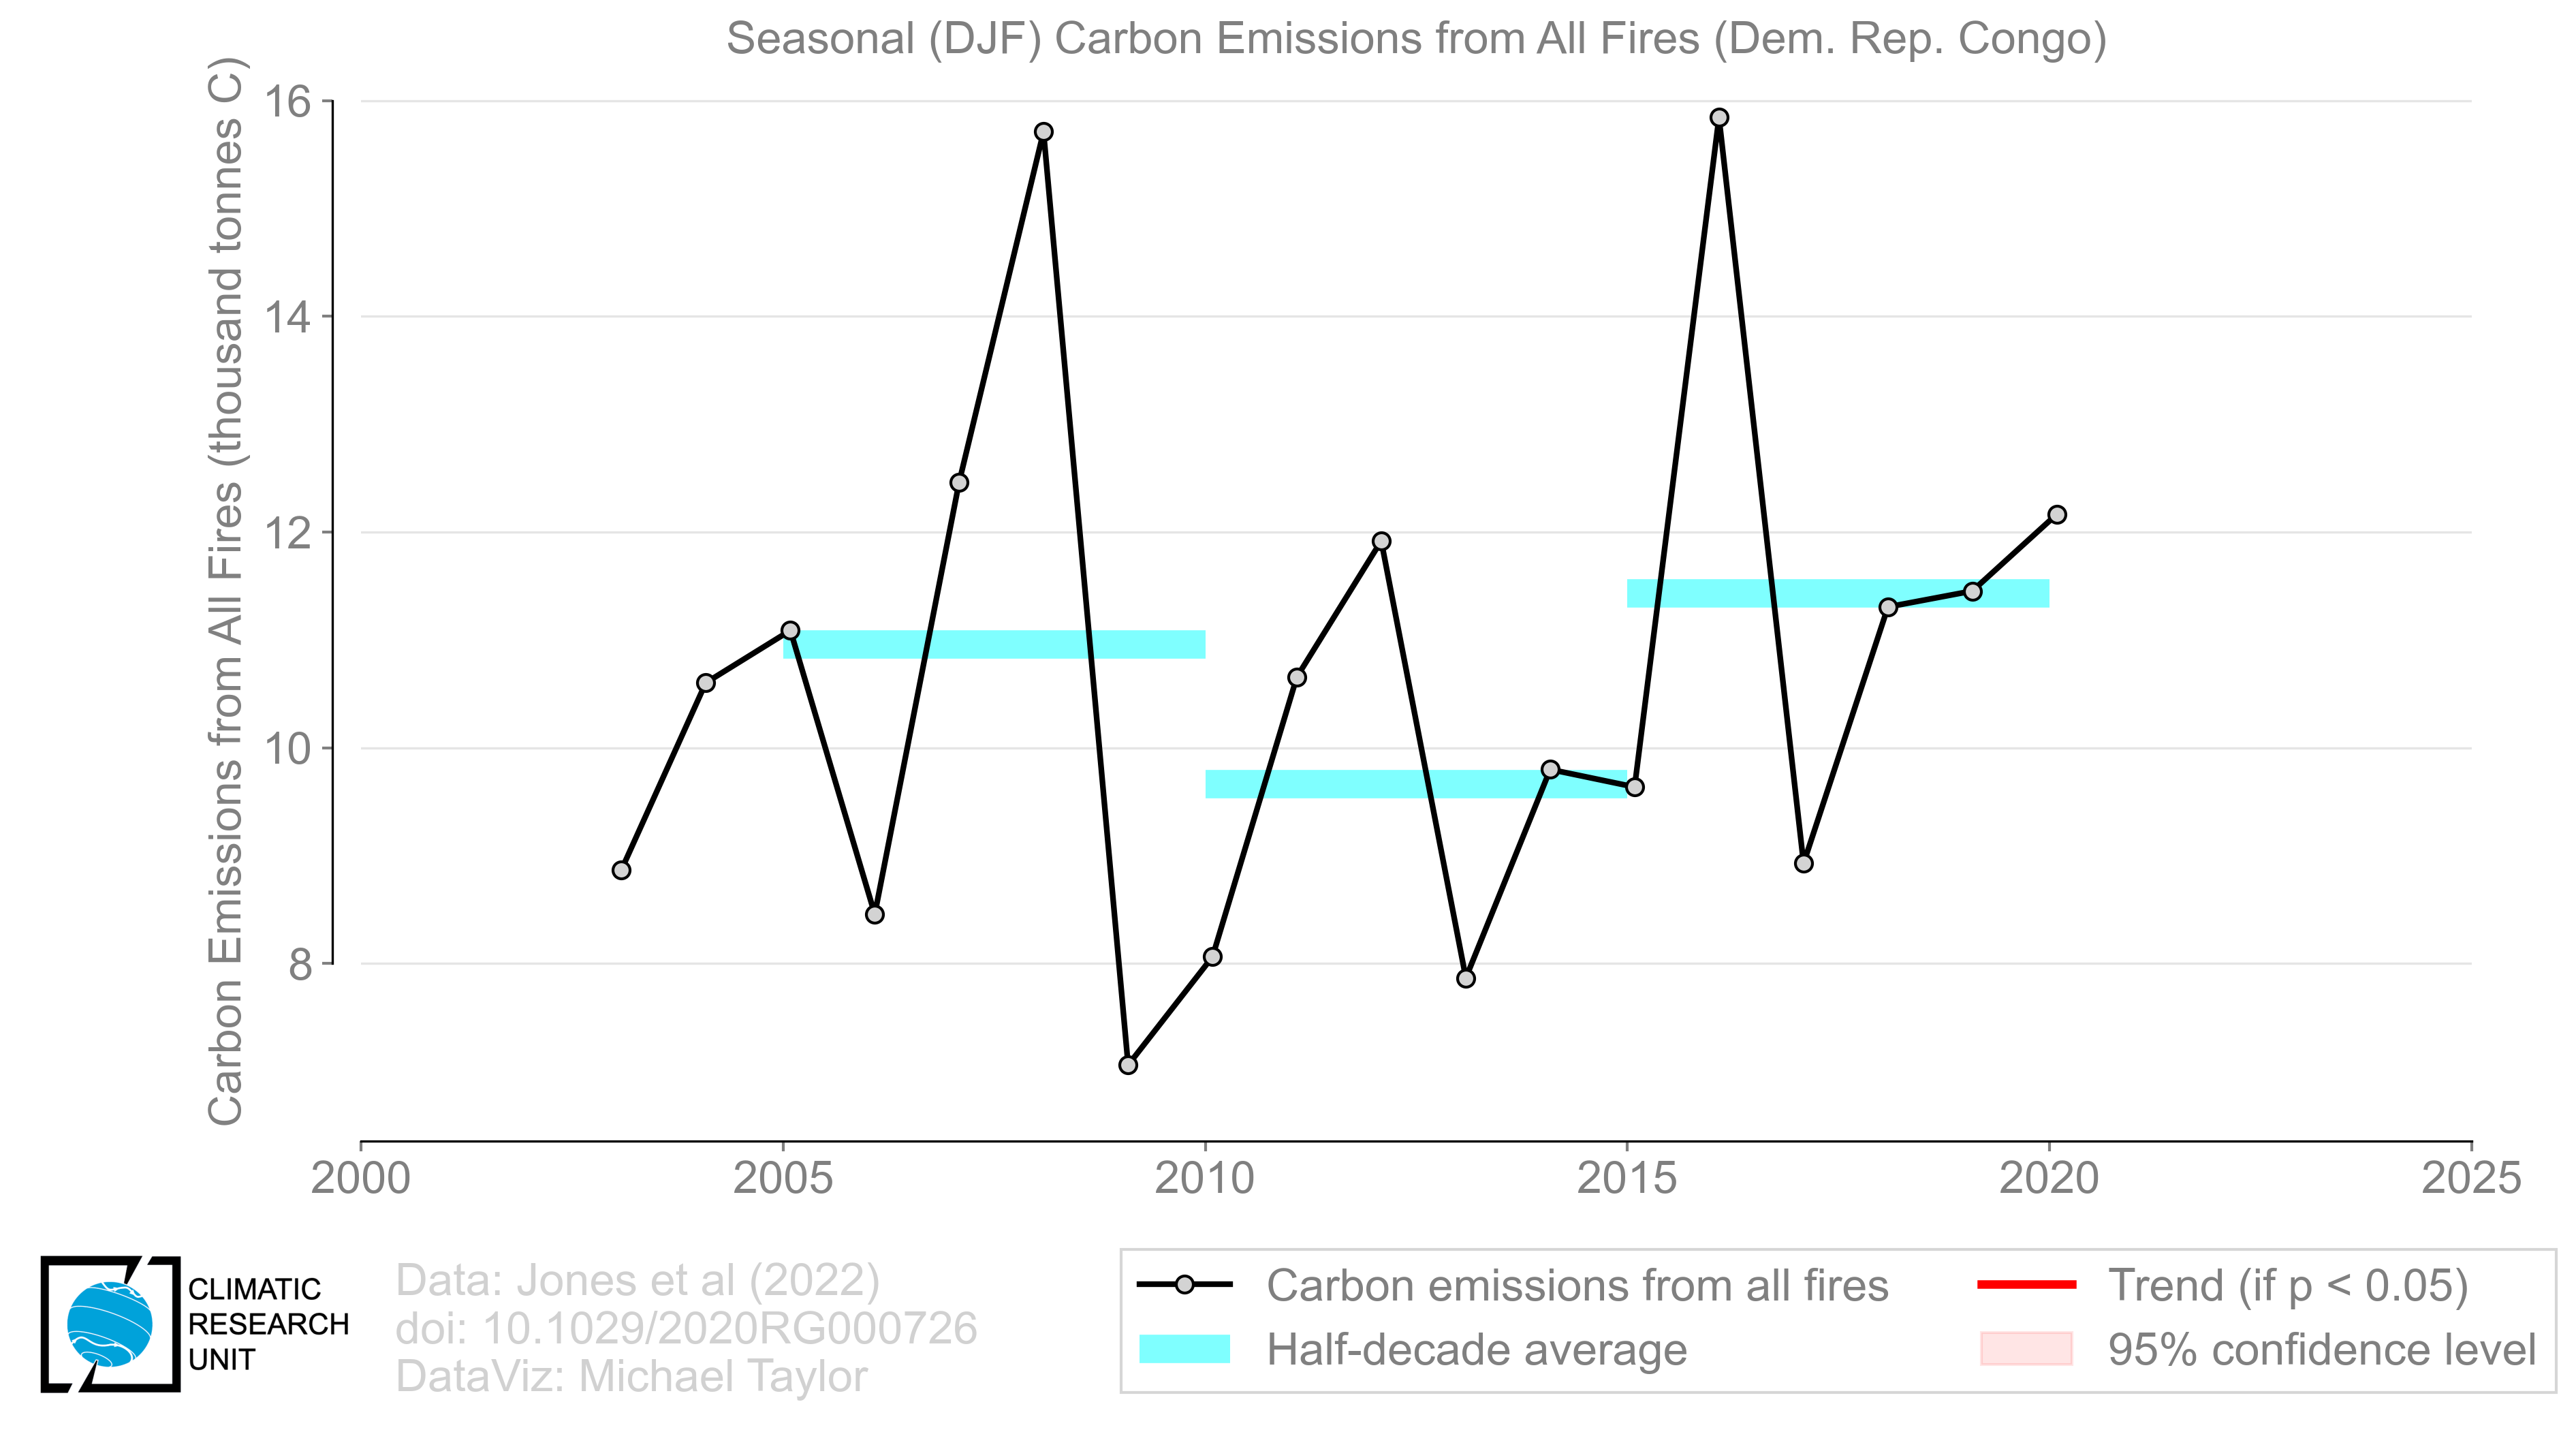 Seasonal (DJF) Carbon Emissions from All Fires (Dem. Rep. Congo)
Carbon Emissions from All Fires (thousand tonnes C)
16
14
12
10
8
2000 2005 2010 2015 2020 2025
CLIMATIC
RESEARCH
UNIT
Data: Jones et al (2022)
doi: 10.1029/2020RG000726
DataViz: Michael Taylor
Carbon emissions from all fires
Half-decade average
Trend (if p < 0.05)
95% confidence level